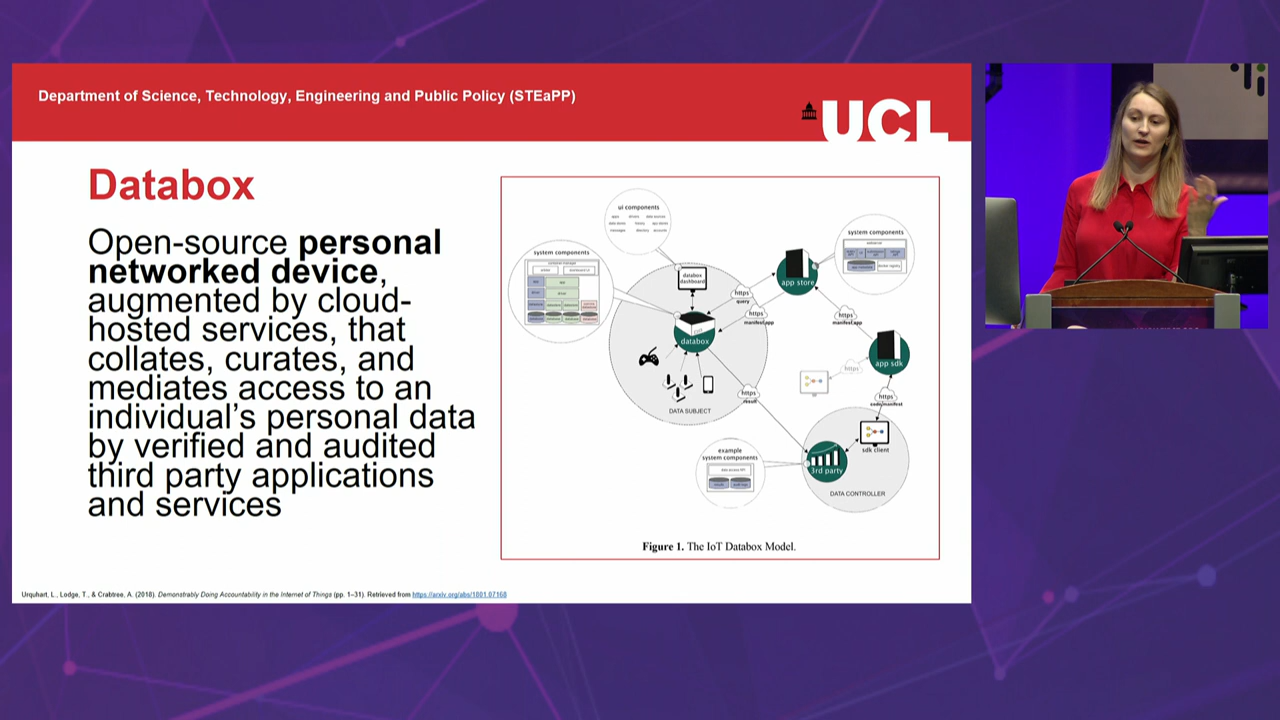 Department of Science, Technology, Engineering and Public Policy (STEaPP)
UCL
Databox
Open-source personal
networked device,
augmented by cloud-
hosted services, that
collates, curates, and
mediates access to an
individual's personal data
by verified and audited
third party applications
and services
ui components
system components
system components
databox
dashboard
app store
https
query
https
manifest,app
https
manifest,app
databox
app sdk
https
https
code/manifest
https
result
DATA SUBJECT
sdk client
example
system components
3rd party
DATA CONTROLLER
Figure 1. The IoT Databox Model.
Urquhart, L., Lodge, T., & Crabtree, A. (2018). Demonstrably Doing Accountability in the Internet of Things (pp. 1–31). Retrieved from https://arxiv.org/abs/1801.07168